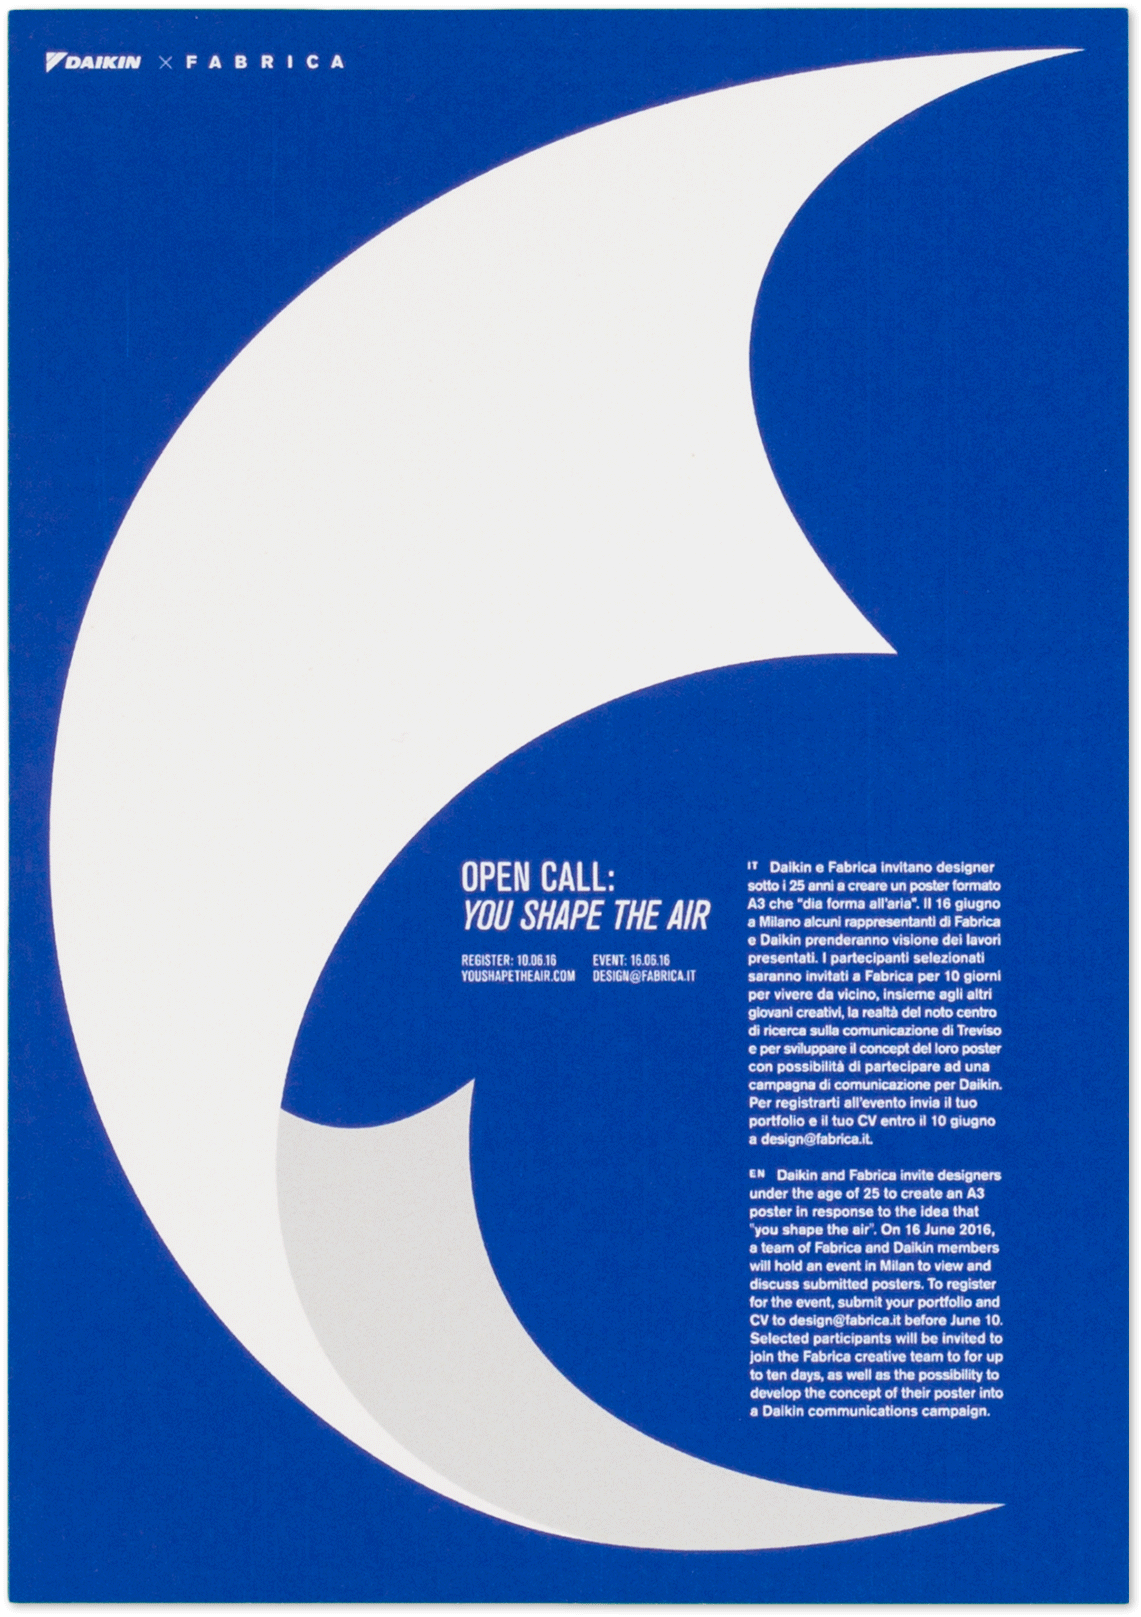 DAIKIN × FABRICA
OPEN CALL:
YOU SHAPE THE AIR
REGISTER: 10.06.16
YOUSHAPETHEAIR.COM
EVENT: 16.06.16
DESIGN@FABRICA.IT
IT Daikin e Fabrica invitano designer
sotto i 25 anni a creare un poster formato
A3 che "dia forma all'aria". Il 16 giugno
a Milano alcuni rappresentanti di Fabrica
e Daikin prenderanno visione dei lavori
presentati. I partecipanti selezionati
saranno invitati a Fabrica per 10 giorni
per vivere da vicino, insieme agli altri
giovani creativi, la realtà del noto centro
di ricerca sulla comunicazione di Treviso
e per sviluppare il concept del loro poster
con possibilità di partecipare ad una
campagna di comunicazione per Daikin.
Per registrarti all'evento invia il tuo
portfolio e il tuo CV entro il 10 giugno
a design@fabrica.it.
EN Daikin and Fabrica invite designers
under the age of 25 to create an A3
poster in response to the idea that
"you shape the air". On 16 June 2016,
a team of Fabrica and Daikin members
will hold an event in Milan to view and
discuss submitted posters. To register
for the event, submit your portfolio and
CV to design@fabrica.it before June 10.
Selected participants will be invited to
join the Fabrica creative team to for up
to ten days, as well as the possibility to
develop the concept of their poster into
a Daikin communications campaign.